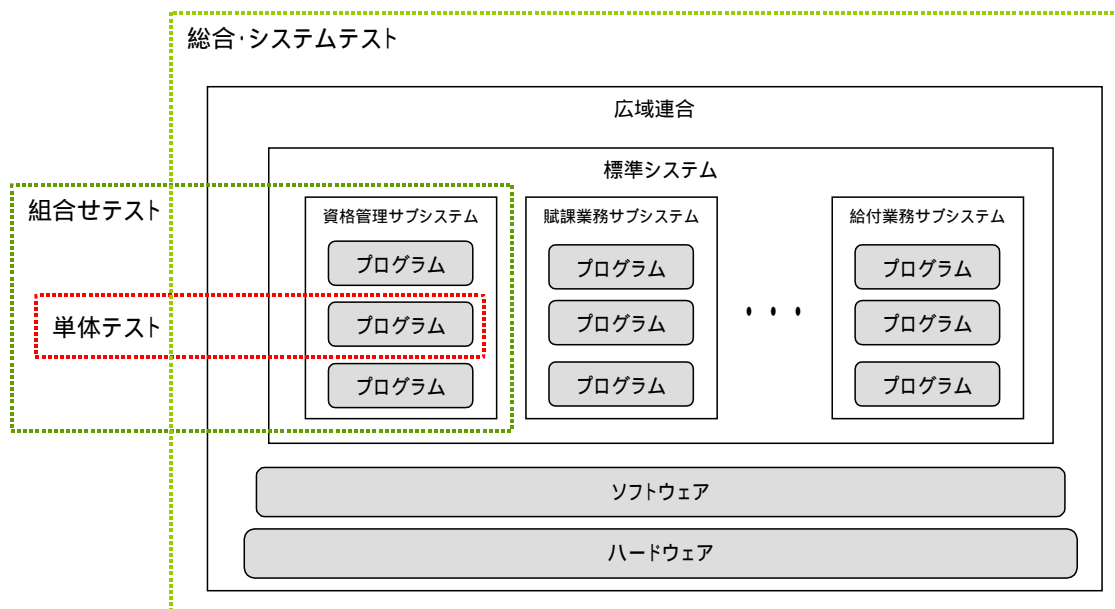 総合・システムテスト
広域連合
標準システム
組合せテスト
資格管理サブシステム
賦課業務サブシステム
給付業務サブシステム
プログラム
プログラム
プログラム
単体テスト
プログラム
プログラム
・・・
プログラム
プログラム
プログラム
プログラム
ソフトウェア
ハードウェア